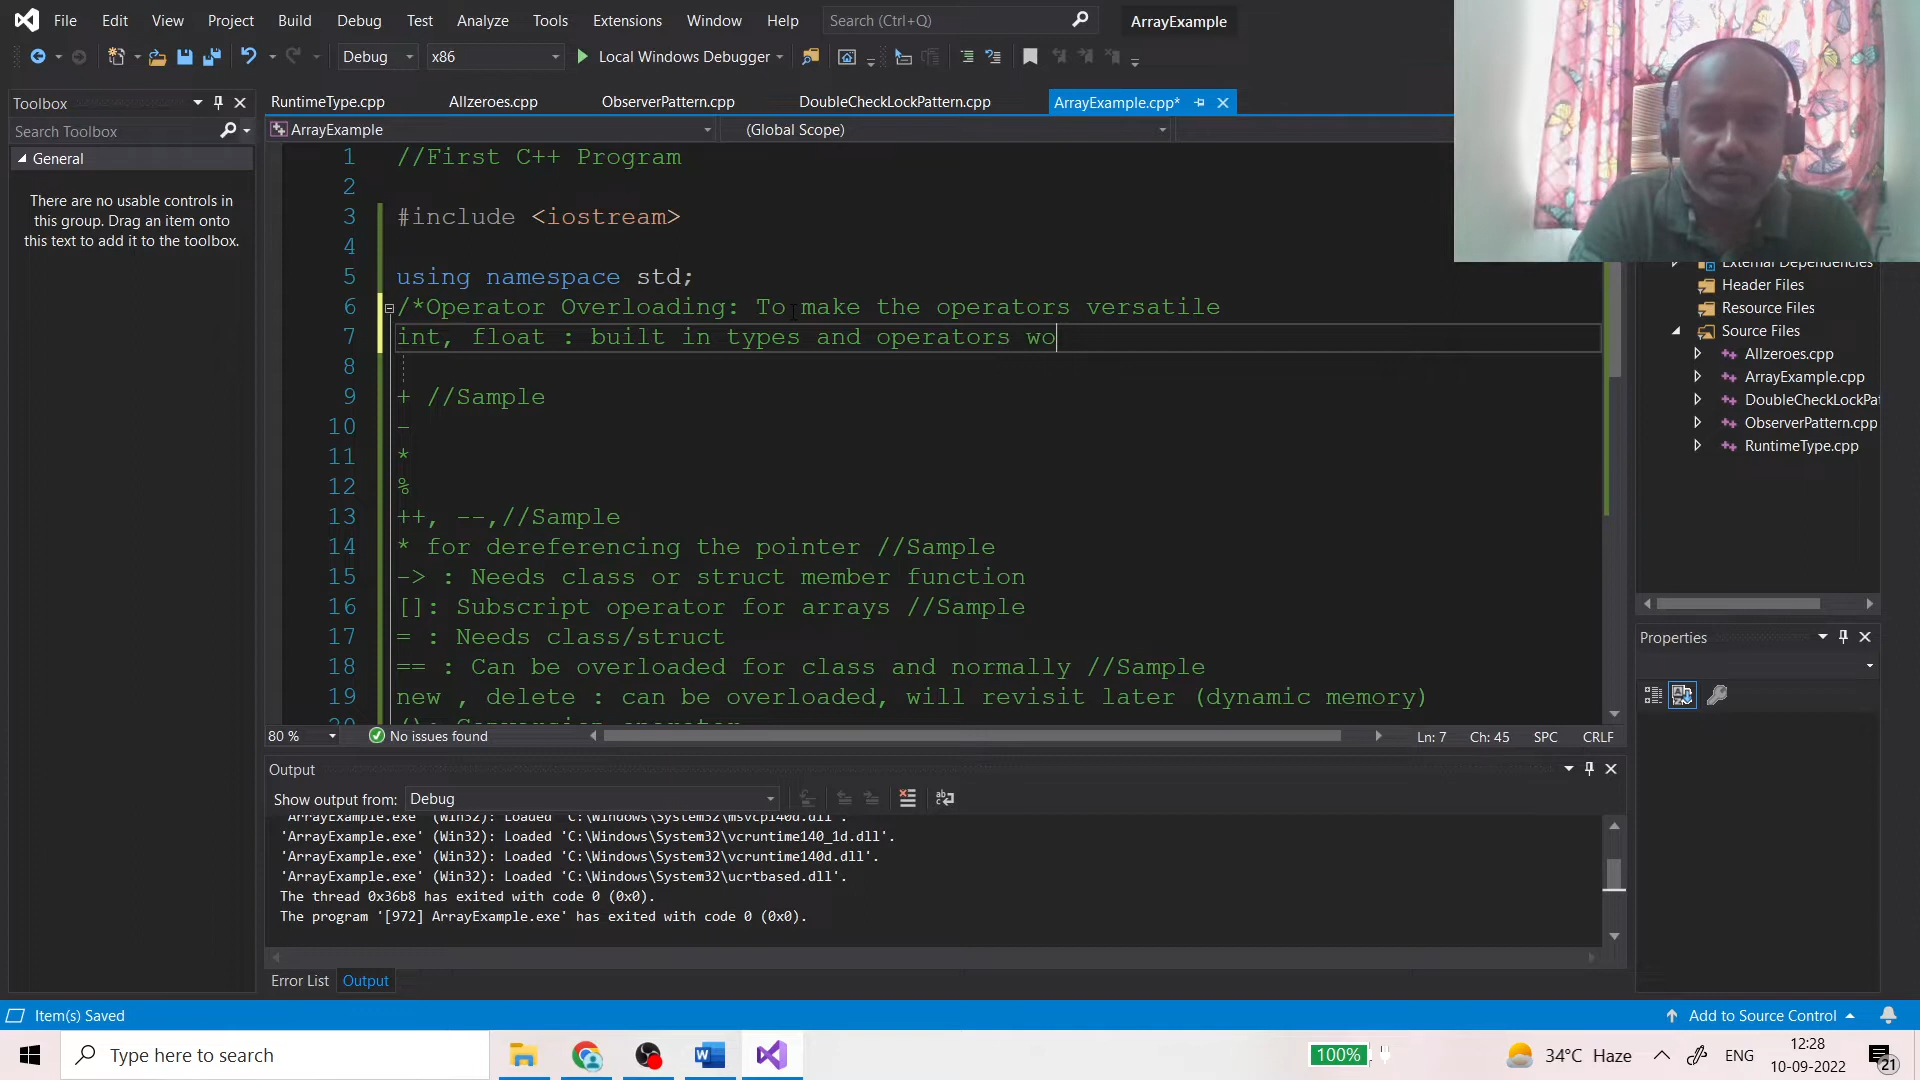 File Edit View Project Build Debug Test Analyze Tools Extensions Window Help Search (Ctrl+Q) ArrayExample
Debug x86 Local Windows Debugger
Toolbox
Search Toolbox
General
There are no usable controls in
this group. Drag an item onto
this text to add it to the toolbox.
RuntimeType.cpp Allzeroes.cpp ObserverPattern.cpp DoubleCheckLockPattern.cpp ArrayExample.cpp*
ArrayExample (Global Scope)
1 //First C++ Program
2
3 #include <iostream>
4
5 using namespace std;
6 /*Operator Overloading: To make the operators versatile
7 int, float : built in types and operators wo
8
9 + //Sample
10 -
11 *
12 %
13 ++, --,//Sample
14 * for dereferencing the pointer //Sample
15 -> : Needs class or struct member function
16 []: Subscript operator for arrays //Sample
17 = : Needs class/struct
18 == : Can be overloaded for class and normally //Sample
19 new , delete : can be overloaded, will revisit later (dynamic memory)
80 % No issues found Ln: 7 Ch: 45 SPC CRLF
External Dependencies
Header Files
Resource Files
Source Files
Allzeroes.cpp
ArrayExample.cpp
DoubleCheckLockPat
ObserverPattern.cpp
RuntimeType.cpp
Properties
Output
Show output from: Debug
'ArrayExample.exe' (Win32): Loaded 'C:\Windows\System32\msvcp140d.dll'.
'ArrayExample.exe' (Win32): Loaded 'C:\Windows\System32\vcruntime140_1d.dll'.
'ArrayExample.exe' (Win32): Loaded 'C:\Windows\System32\vcruntime140d.dll'.
'ArrayExample.exe' (Win32): Loaded 'C:\Windows\System32\ucrtbased.dll'.
The thread 0x36b8 has exited with code 0 (0x0).
The program '[972] ArrayExample.exe' has exited with code 0 (0x0).
Error List Output
Item(s) Saved Add to Source Control
Type here to search 100% 34°C Haze ENG 12:28
10-09-2022
21